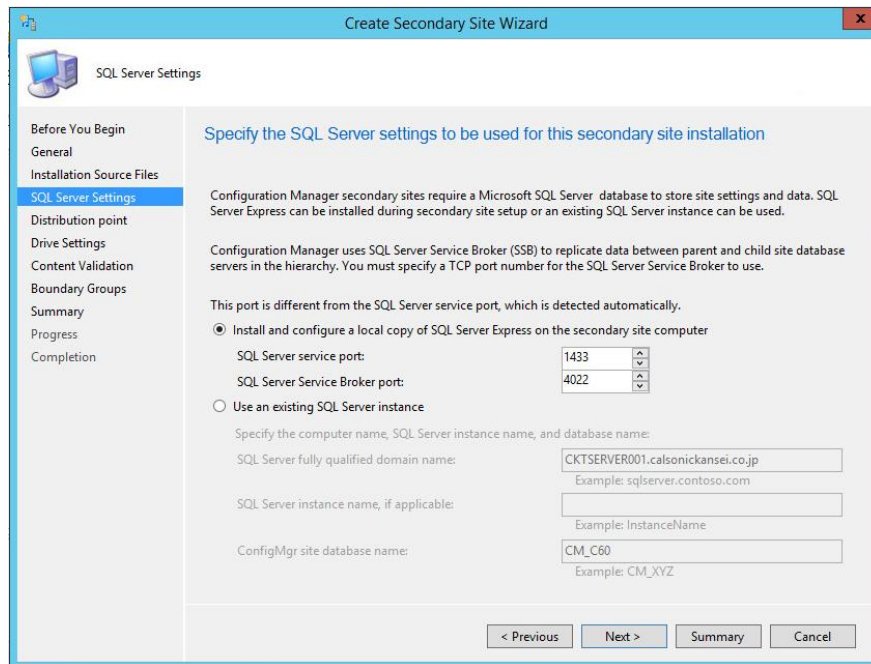 Create Secondary Site Wizard
x
SQL Server Settings
Before You Begin
General
Installation Source Files
SQL Server Settings
Distribution point
Drive Settings
Content Validation
Boundary Groups
Summary
Progress
Completion
Specify the SQL Server settings to be used for this secondary site installation
Configuration Manager secondary sites require a Microsoft SQL Server database to store site settings and data. SQL
Server Express can be installed during secondary site setup or an existing SQL Server instance can be used.
Configuration Manager uses SQL Server Service Broker (SSB) to replicate data between parent and child site database
servers in the hierarchy. You must specify a TCP port number for the SQL Server Service Broker to use.
This port is different from the SQL Server service port, which is detected automatically.
Install and configure a local copy of SQL Server Express on the secondary site computer
SQL Server service port: 1433
SQL Server Service Broker port: 4022
Use an existing SQL Server instance
Specify the computer name, SQL Server instance name, and database name:
SQL Server fully qualified domain name: CKTSERVER001.calsonickansei.co.jp
Example: sqlserver.contoso.com
SQL Server instance name, if applicable:
Example: InstanceName
ConfigMgr site database name: CM_C60
Example: CM_XYZ
< Previous Next > Summary Cancel